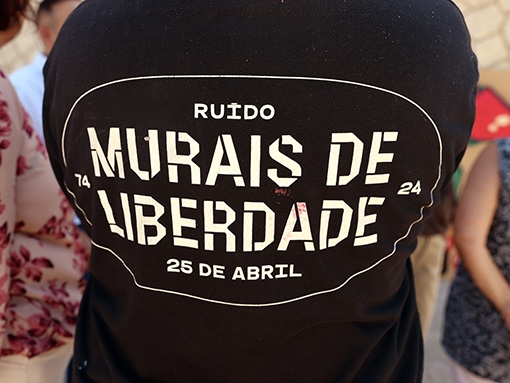 RUÍDO
MURAIS DE
74 24
LIBERDADE
25 DE ABRIL